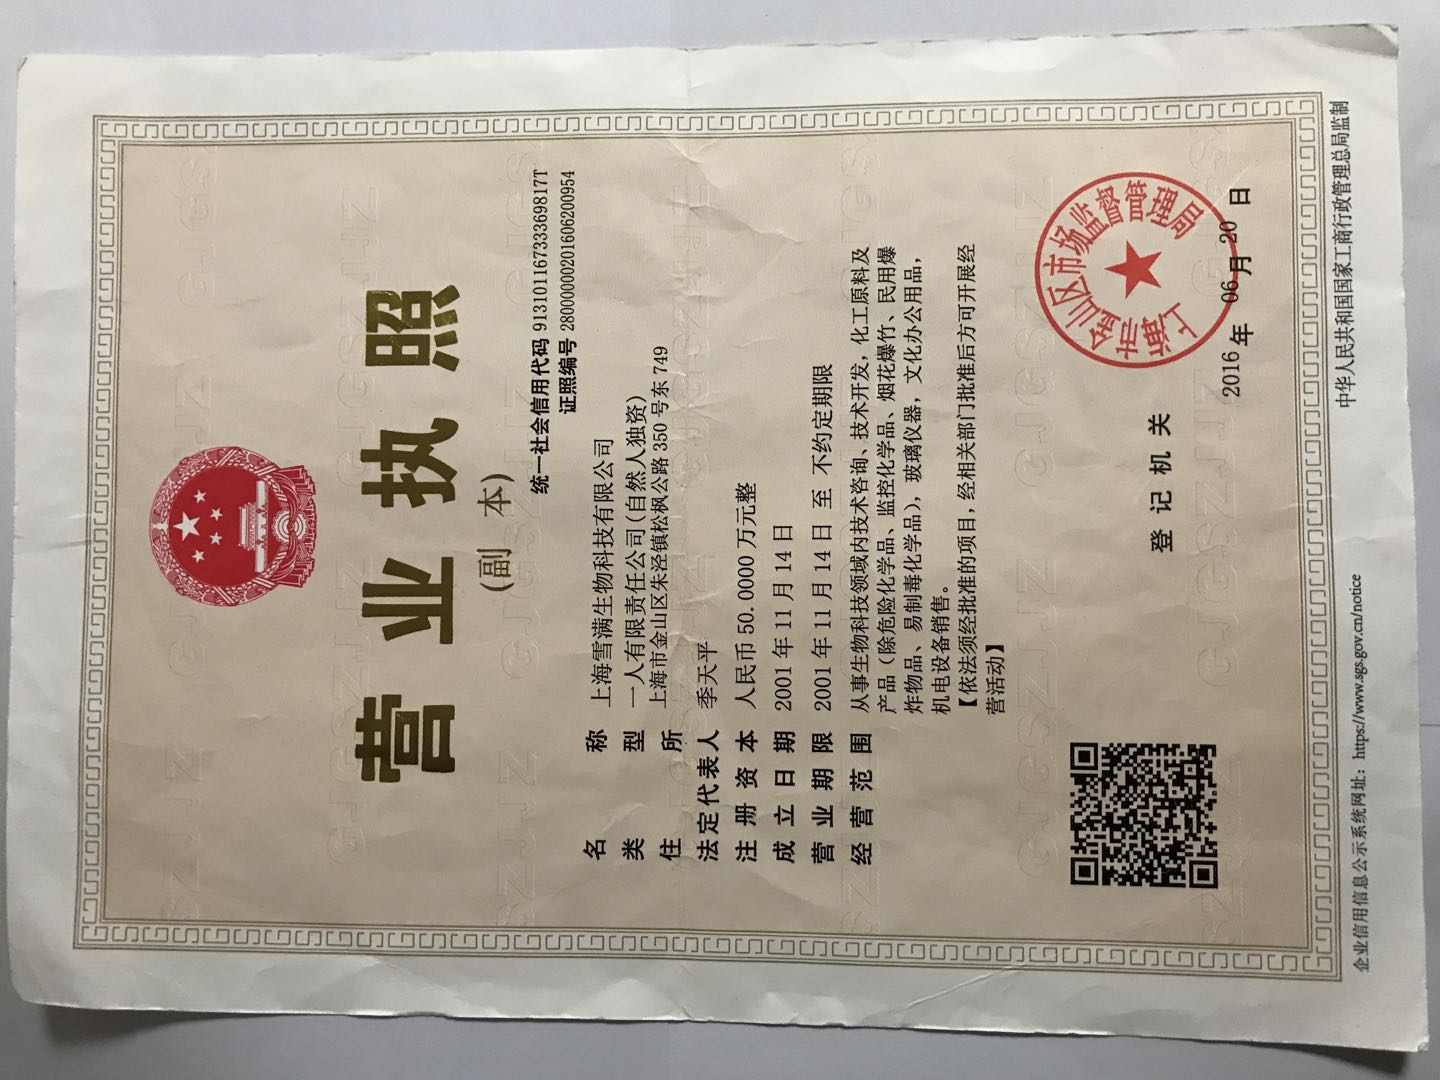 营业执照
(副 本)
统一社会信用代码 91310116733369817T
证照编号 28000000201606200954
名称 上海雪满生物科技有限公司
类型 一人有限责任公司(自然人独资)
住所 上海市金山区朱泾镇松枫公路350号东749
法定代表人 季天平
注册资本 人民币50.0000万元整
成立日期 2001年11月14日
营业期限 2001年11月14日 至 不约定期限
经营范围 从事生物科技领域内技术咨询、技术开发,化工原料及
产品(除危险化学品、监控化学品、烟花爆竹、民用爆
炸物品、易制毒化学品),玻璃仪器,文化办公用品,
机电设备销售。
【依法须经批准的项目,经相关部门批准后方可开展经
营活动】
登记机关
上海市金山区市场监督管理局
2016年 06月 20日
企业信用信息公示系统网址: https://www.sgs.gov.cn/notice
中华人民共和国国家工商行政管理总局监制